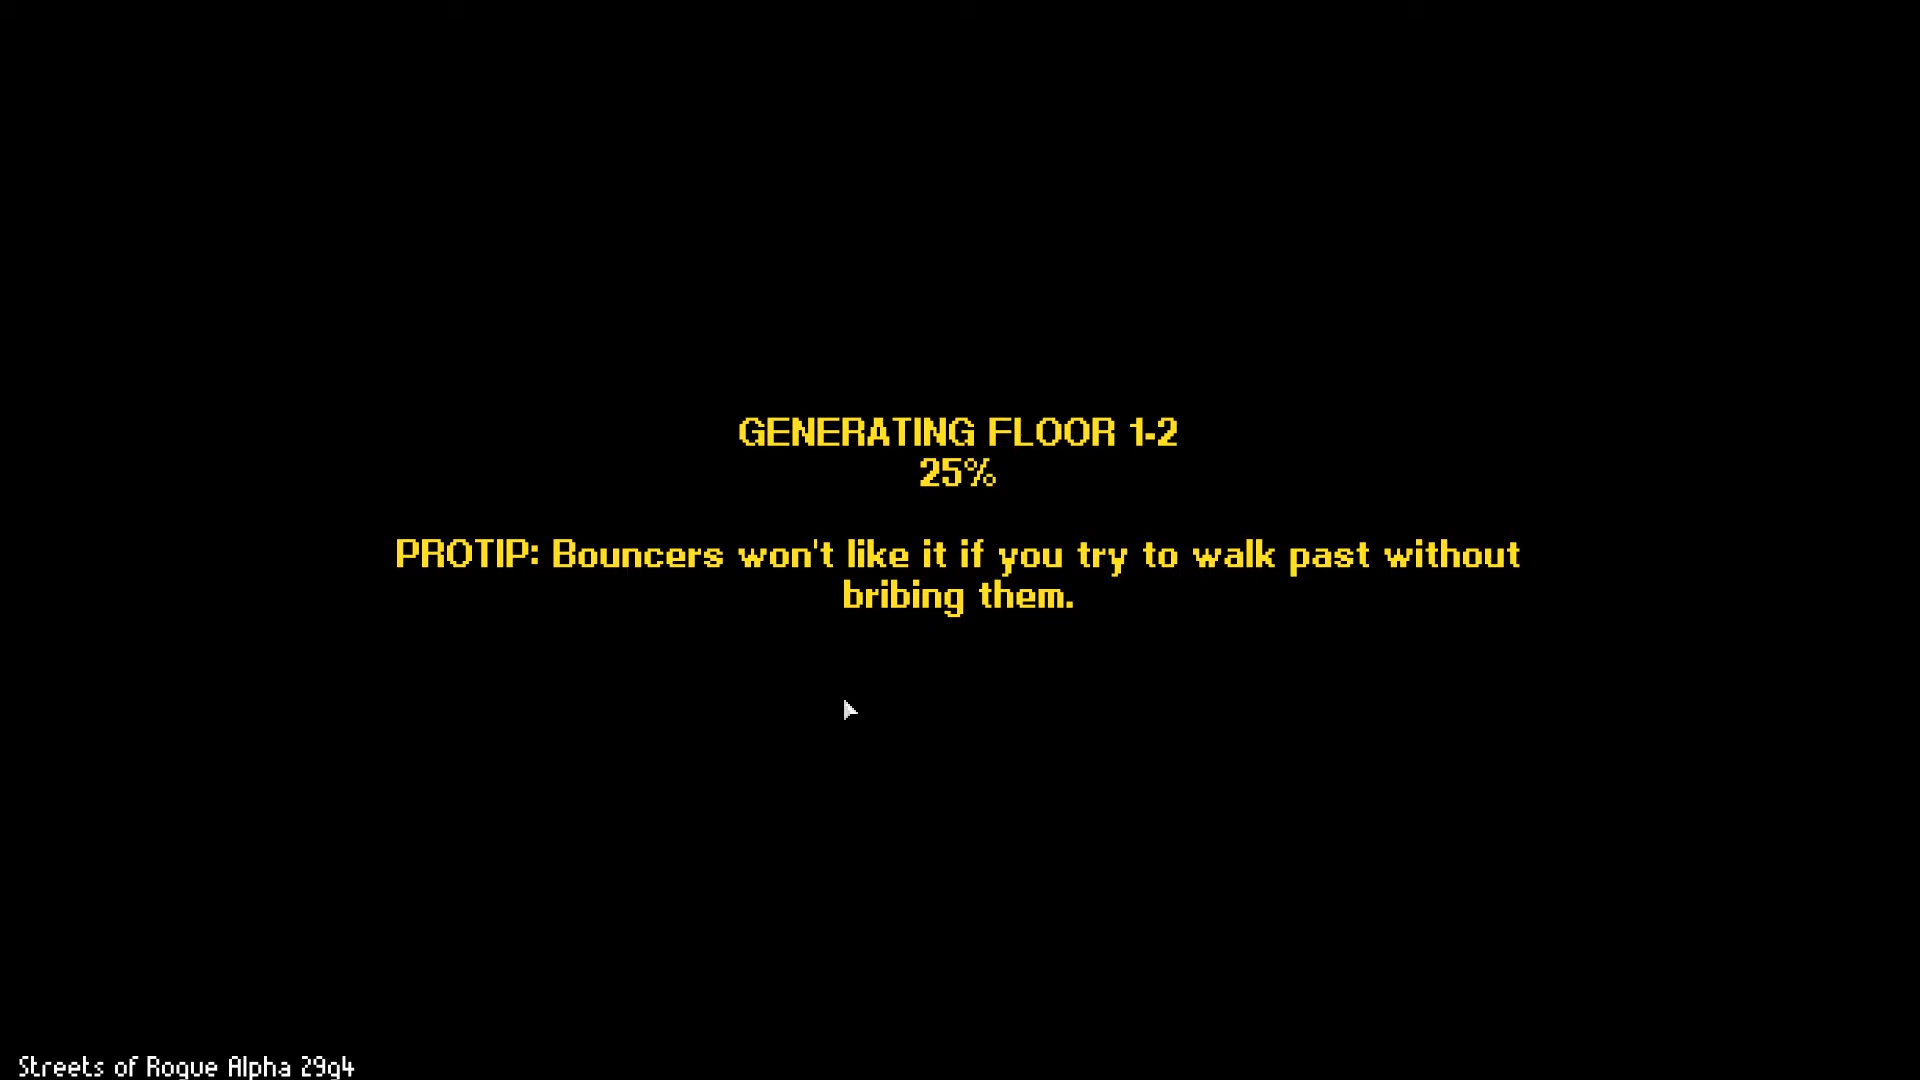 GENERATING FLOOR 1-2
25%
PROTIP: Bouncers won't like it if you try to walk past without
bribing them.
Streets of Rogue Alpha 29g4